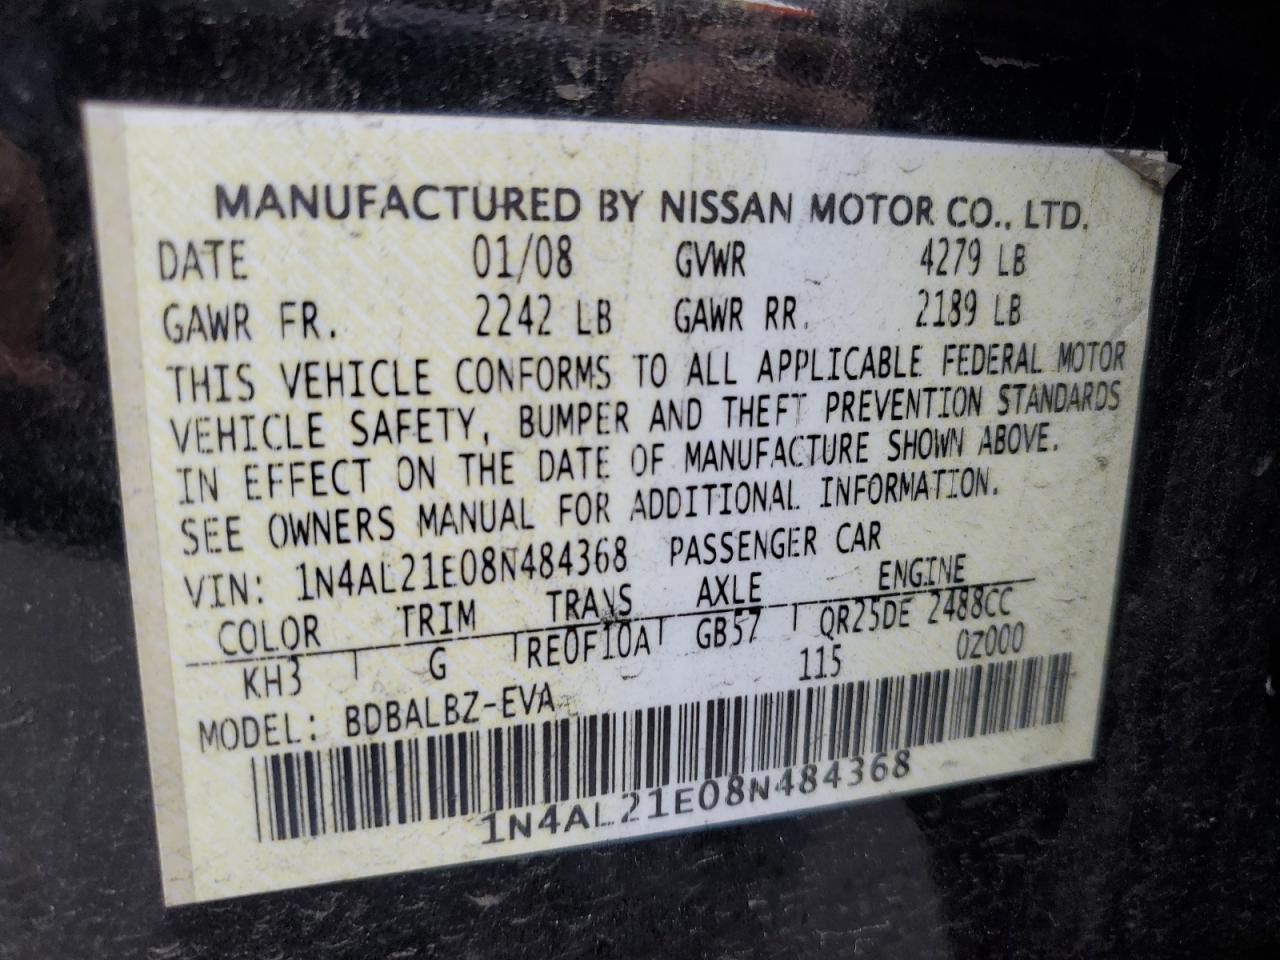 MANUFACTURED BY NISSAN MOTOR CO., LTD.
DATE 01/08 GVWR 4279 LB
GAWR FR. 2242 LB GAWR RR. 2189 LB
THIS VEHICLE CONFORMS TO ALL APPLICABLE FEDERAL MOTOR
VEHICLE SAFETY, BUMPER AND THEFT PREVENTION STANDARDS
IN EFFECT ON THE DATE OF MANUFACTURE SHOWN ABOVE.
SEE OWNERS MANUAL FOR ADDITIONAL INFORMATION.
VIN: 1N4AL21E08N484368 PASSENGER CAR
COLOR TRIM TRANS AXLE ENGINE
KH3 G RE0F10A GB57 QR25DE 2488CC
MODEL: BDBALBZ-EVA 115 0Z000
1N4AL21E08N484368